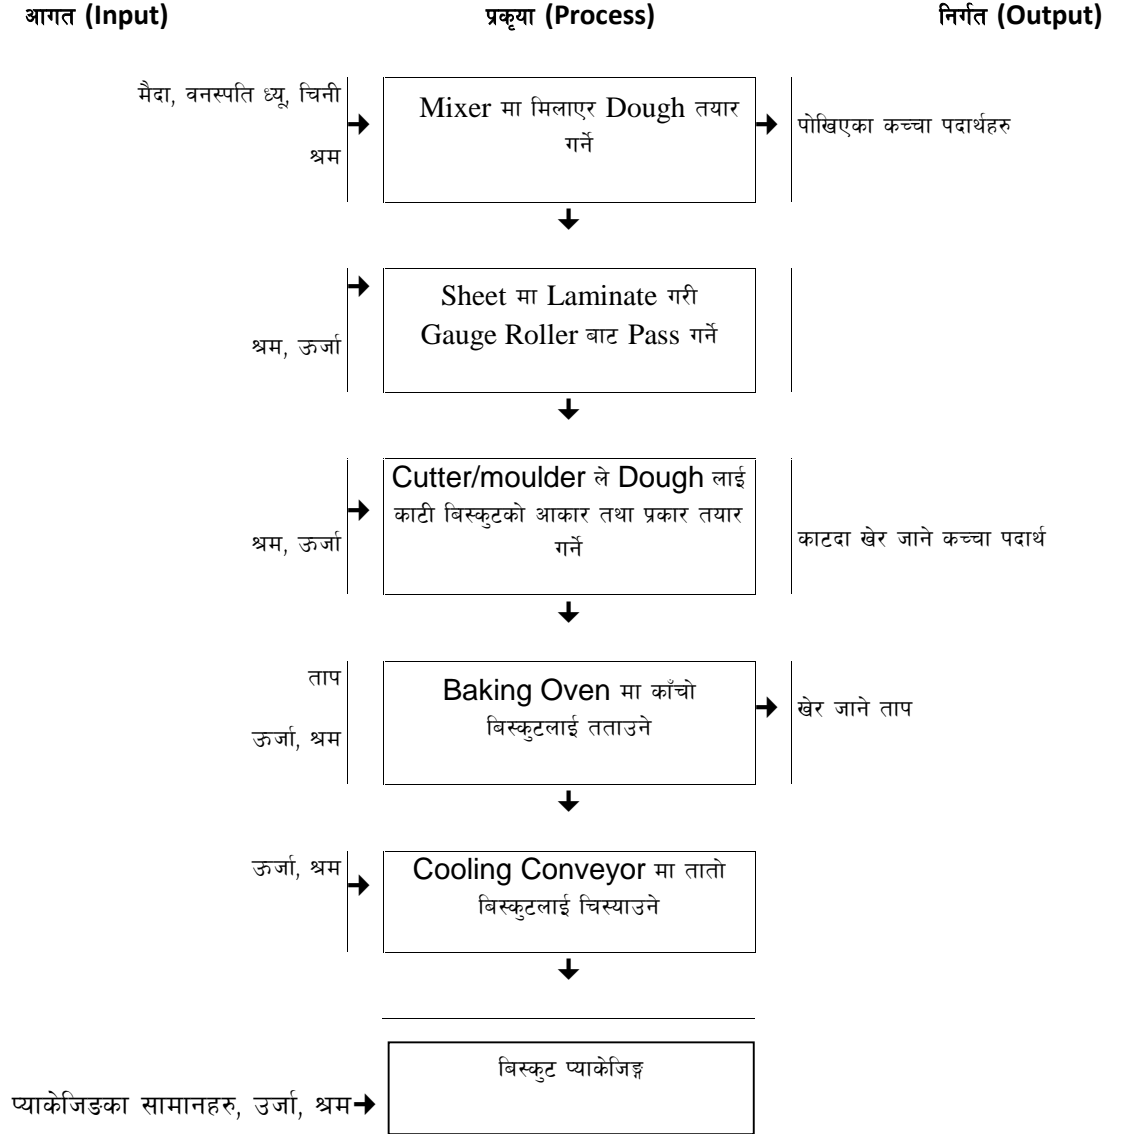 आगत (Input) प्रकृया (Process) निर्गत (Output)
मैदा, वनस्पति ध्यू, चिनी
श्रम
Mixer मा मिलाएर Dough तयार
गर्ने
पोखिएका कच्चा पदार्थहरु
श्रम, ऊर्जा
Sheet मा Laminate गरी
Gauge Roller बाट Pass गर्ने
श्रम, ऊर्जा
Cutter/moulder ले Dough लाई
काटी बिस्कुटको आकार तथा प्रकार तयार
गर्ने
काटदा खेर जाने कच्चा पदार्थ
ताप
ऊर्जा, श्रम
Baking Oven मा काँचो
बिस्कुटलाई तताउने
खेर जाने ताप
ऊर्जा, श्रम
Cooling Conveyor मा तातो
बिस्कुटलाई चिस्याउने
प्याकेजिङका सामानहरु, उर्जा, श्रम
बिस्कुट प्याकेजिङ्ग